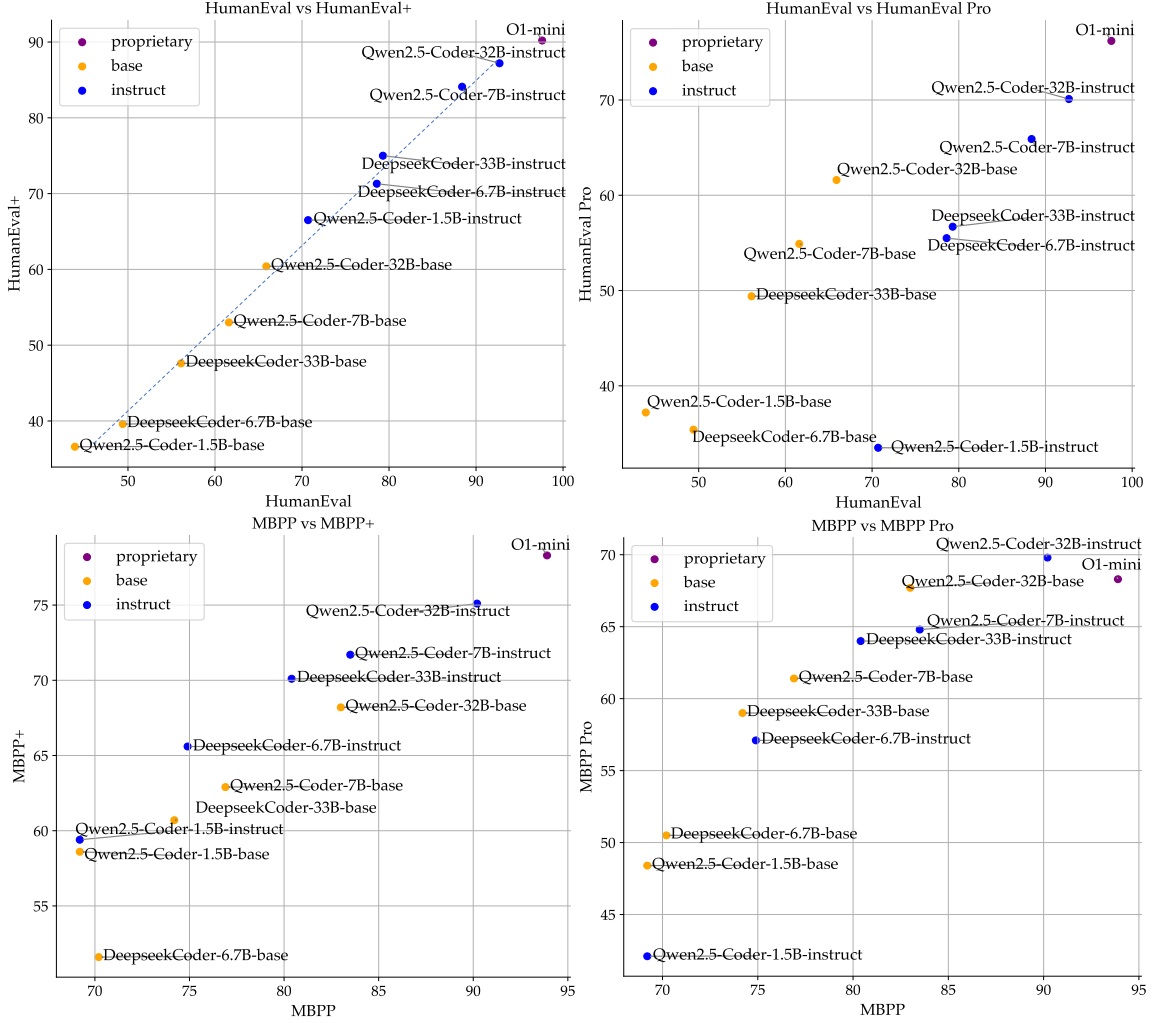 HumanEval vs HumanEval+
proprietary
base
instruct
O1-mini
Qwen2.5-Coder-32B-instruct
Qwen2.5-Coder-7B-instruct
DeepseekCoder-33B-instruct
DeepseekCoder-6.7B-instruct
Qwen2.5-Coder-1.5B-instruct
Qwen2.5-Coder-32B-base
Qwen2.5-Coder-7B-base
DeepseekCoder-33B-base
DeepseekCoder-6.7B-base
Qwen2.5-Coder-1.5B-base
90
80
70
60
50
40
HumanEval+
50 60 70 80 90 100
HumanEval
HumanEval vs HumanEval Pro
proprietary
base
instruct
O1-mini
Qwen2.5-Coder-32B-instruct
Qwen2.5-Coder-7B-instruct
Qwen2.5-Coder-32B-base
DeepseekCoder-33B-instruct
DeepseekCoder-6.7B-instruct
Qwen2.5-Coder-7B-base
DeepseekCoder-33B-base
Qwen2.5-Coder-1.5B-base
DeepseekCoder-6.7B-base
Qwen2.5-Coder-1.5B-instruct
70
60
50
40
HumanEval Pro
50 60 70 80 90 100
HumanEval
MBPP vs MBPP+
proprietary
base
instruct
O1-mini
Qwen2.5-Coder-32B-instruct
Qwen2.5-Coder-7B-instruct
DeepseekCoder-33B-instruct
Qwen2.5-Coder-32B-base
DeepseekCoder-6.7B-instruct
Qwen2.5-Coder-7B-base
DeepseekCoder-33B-base
Qwen2.5-Coder-1.5B-instruct
Qwen2.5-Coder-1.5B-base
DeepseekCoder-6.7B-base
75
70
65
60
55
MBPP+
70 75 80 85 90 95
MBPP
MBPP vs MBPP Pro
proprietary
base
instruct
Qwen2.5-Coder-32B-instruct
O1-mini
Qwen2.5-Coder-32B-base
Qwen2.5-Coder-7B-instruct
DeepseekCoder-33B-instruct
Qwen2.5-Coder-7B-base
DeepseekCoder-33B-base
DeepseekCoder-6.7B-instruct
DeepseekCoder-6.7B-base
Qwen2.5-Coder-1.5B-base
Qwen2.5-Coder-1.5B-instruct
70
65
60
55
50
45
MBPP Pro
70 75 80 85 90 95
MBPP